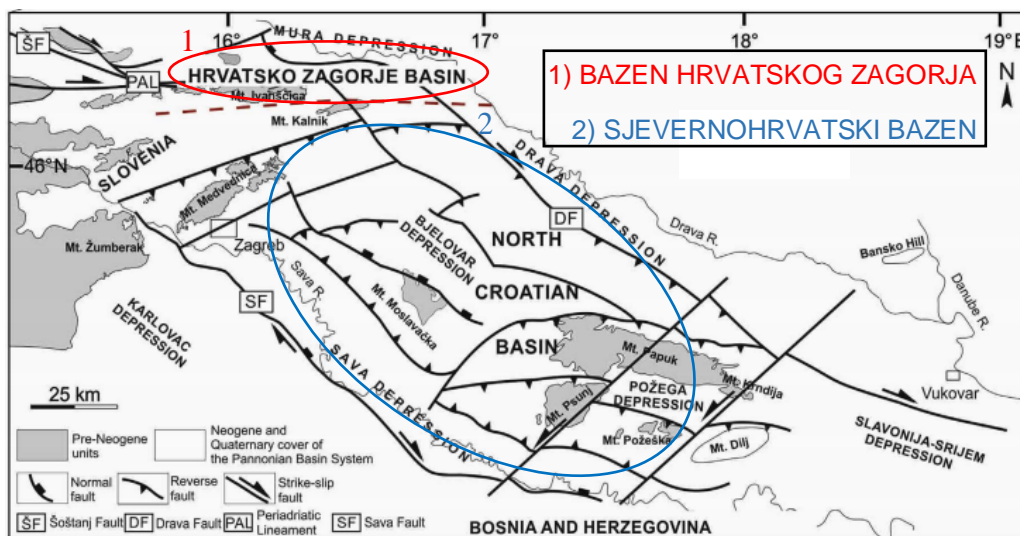 16°
17°
18°
19°E
1
MURA DEPRESSION
ŠF
HRVATSKO ZAGORJE BASIN
1) BAZEN HRVATSKOG ZAGORJA
2) SJEVERNOHRVATSKI BAZEN
N
PAL
Mt. Ivanščica
Mt. Kalnik
2
46°N
SLOVENIA
DRAVA DEPRESSION
Mt. Medvednica
DF
Drava R.
Bansko Hill
Mt. Žumberak
Zagreb
BJELOVAR
DEPRESSION
NORTH
CROATIAN
BASIN
Sava R.
Mt. Moslavačka
SF
Danube R.
KARLOVAC
DEPRESSION
SAVA DEPRESSION
Mt. Papuk
Mt. Krndija
Mt. Psunj
POŽEGA
DEPRESSION
Vukovar
Mt. Požeška
Mt. Dilj
SLAVONIJA-SRIJEM
DEPRESSION
25 km
Pre-Neogene
units
Neogene and
Quaternary cover of
the Pannonian Basin System
Normal
fault
Reverse
fault
Strike-slip
fault
ŠF Šoštanj Fault
DF Drava Fault
PAL Periadriatic
Lineament
SF Sava Fault
BOSNIA AND HERZEGOVINA